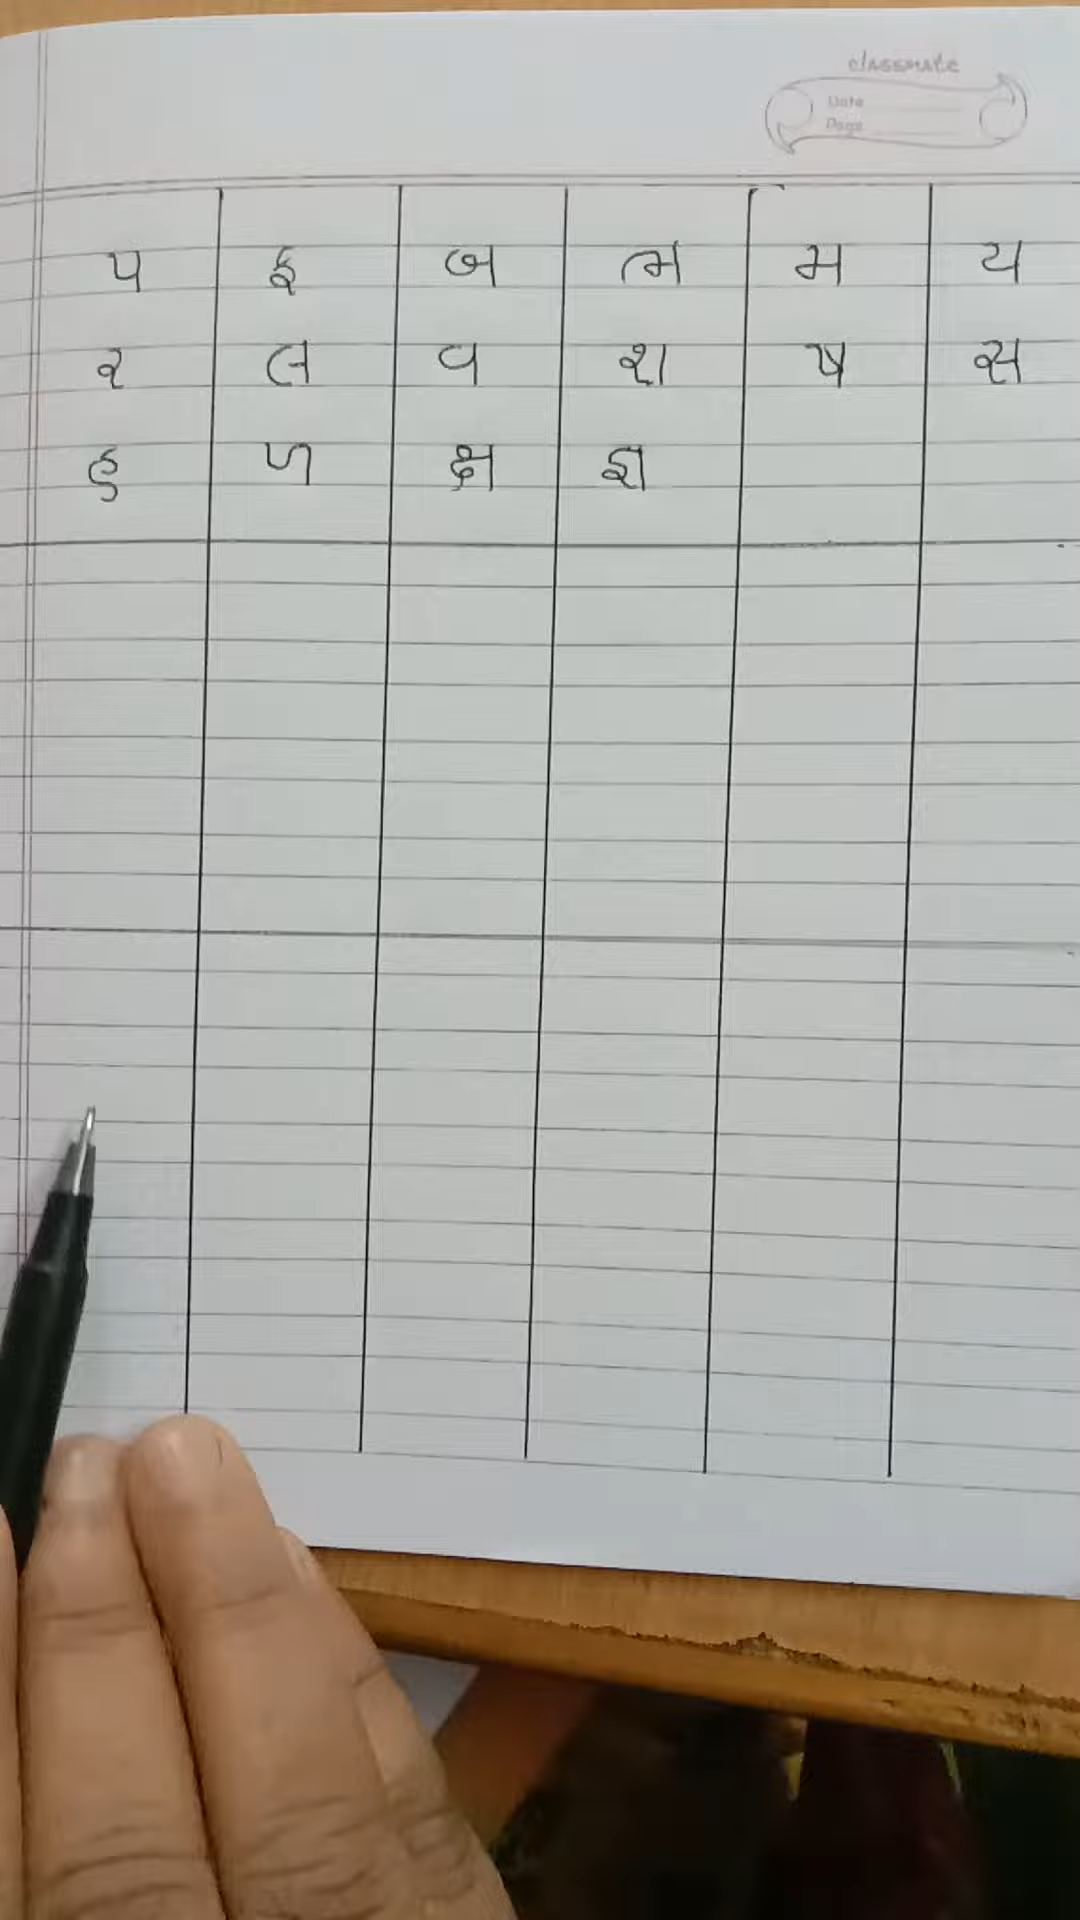 classmate
Date
Page
प फ ब भ म य
र ल व श ष स
ह ळ क्ष ज्ञ